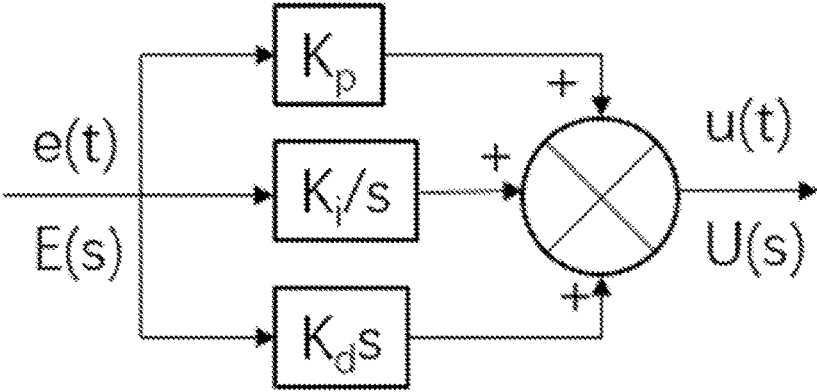 Kp
+
e(t)
Ki/s
+
u(t)
E(s)
U(s)
Kds
+